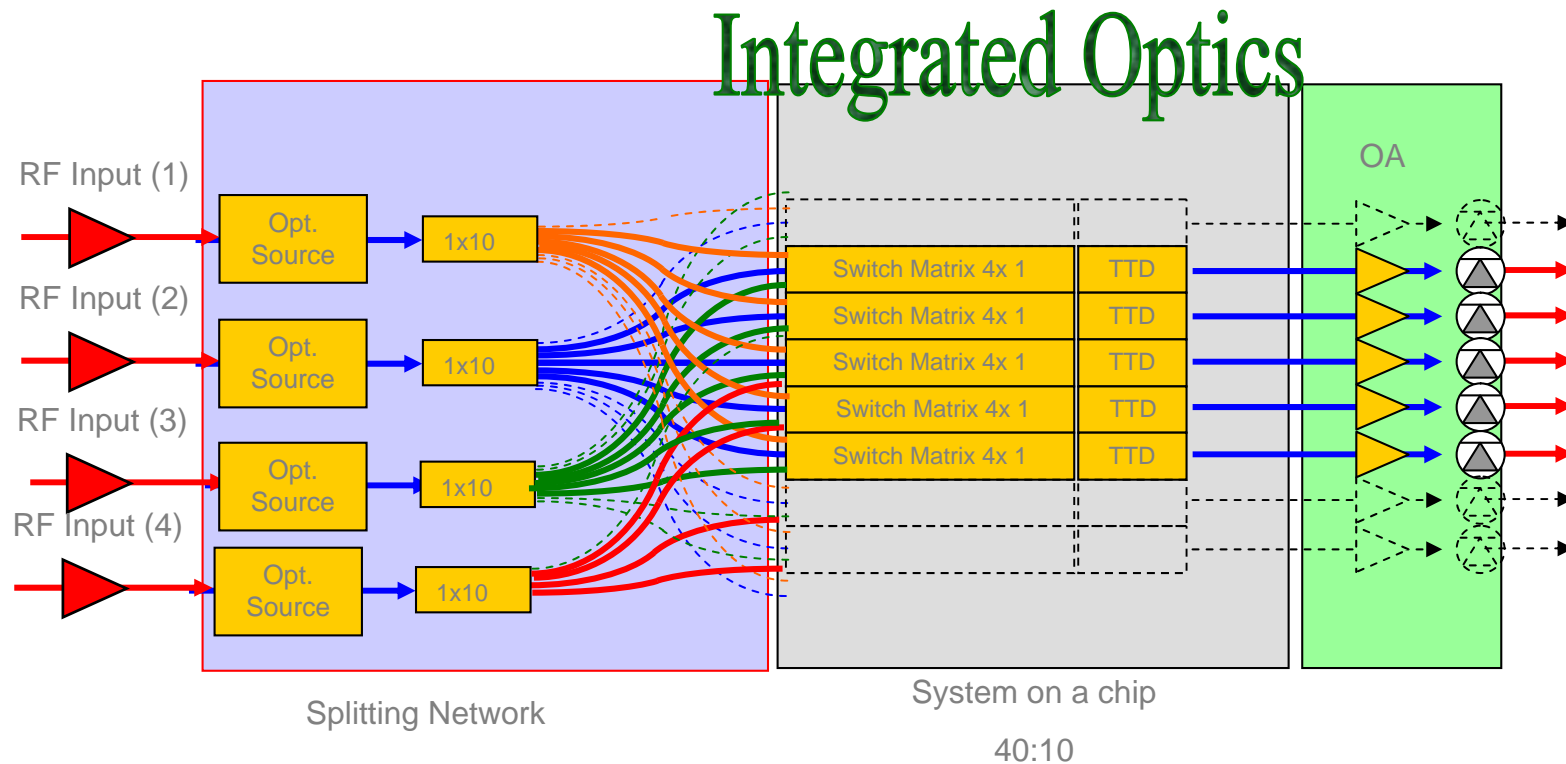 Integrated Optics
OA
RF Input (1)
Opt.
Source
1x10
RF Input (2)
Opt.
Source
1x10
RF Input (3)
Opt.
Source
1x10
RF Input (4)
Opt.
Source
1x10
Switch Matrix 4x 1
TTD
Switch Matrix 4x 1
TTD
Switch Matrix 4x 1
TTD
Switch Matrix 4x 1
TTD
Switch Matrix 4x 1
TTD
Splitting Network
System on a chip
40:10